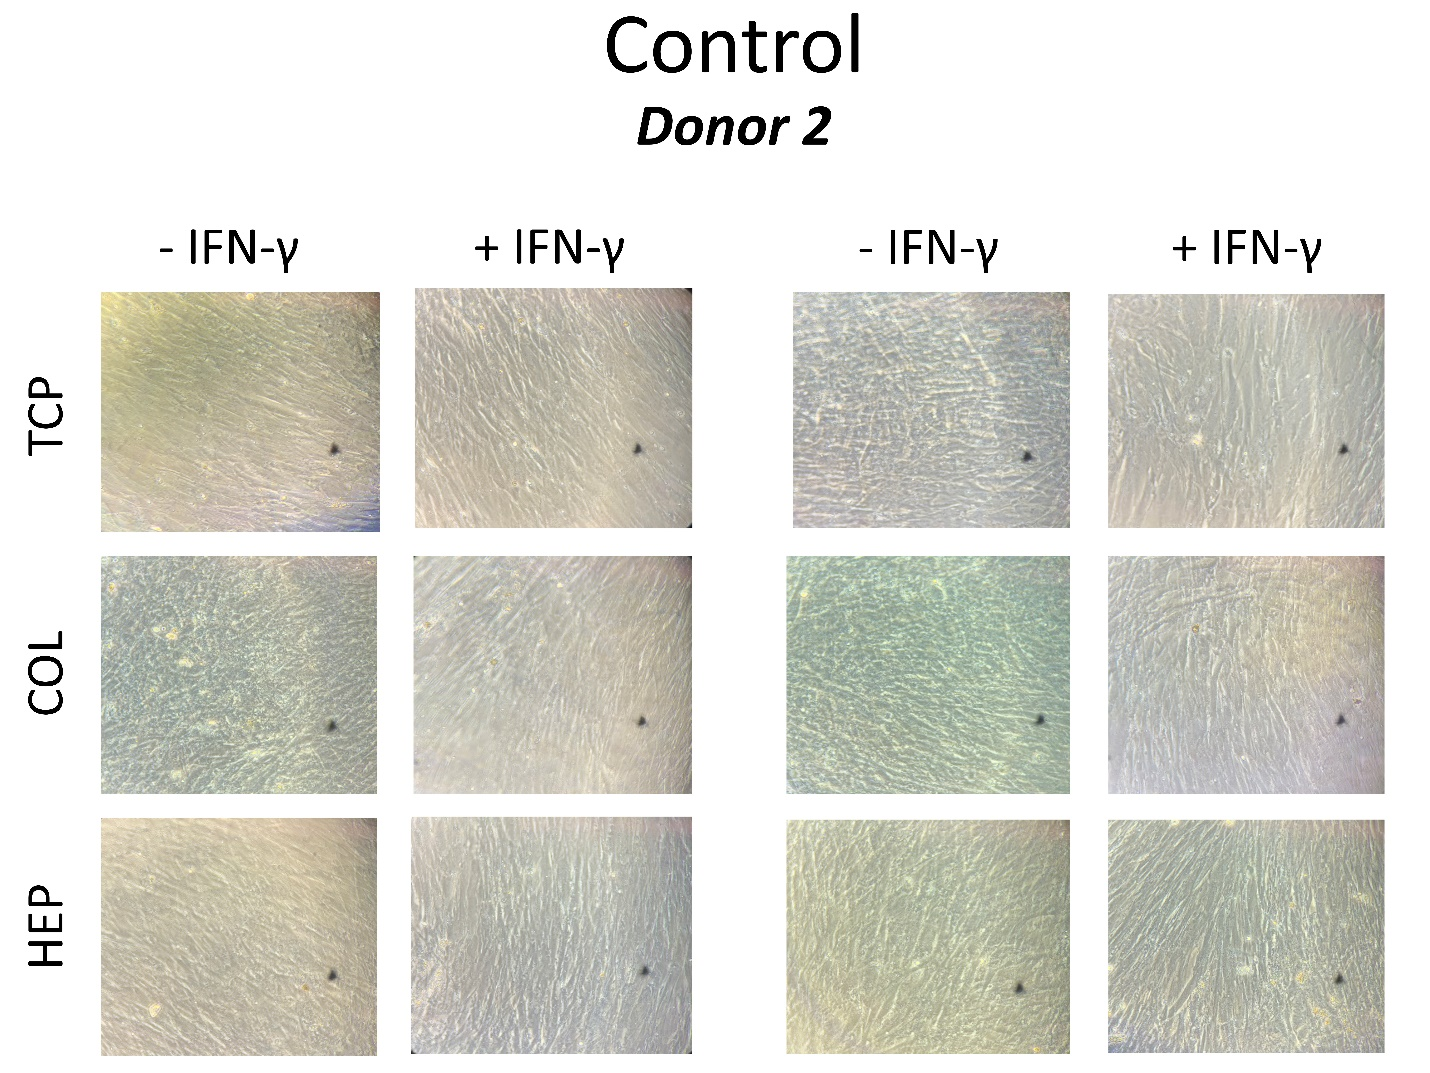 Control
Donor 2
- IFN-γ + IFN-γ - IFN-γ + IFN-γ
TCP
COL
HEP